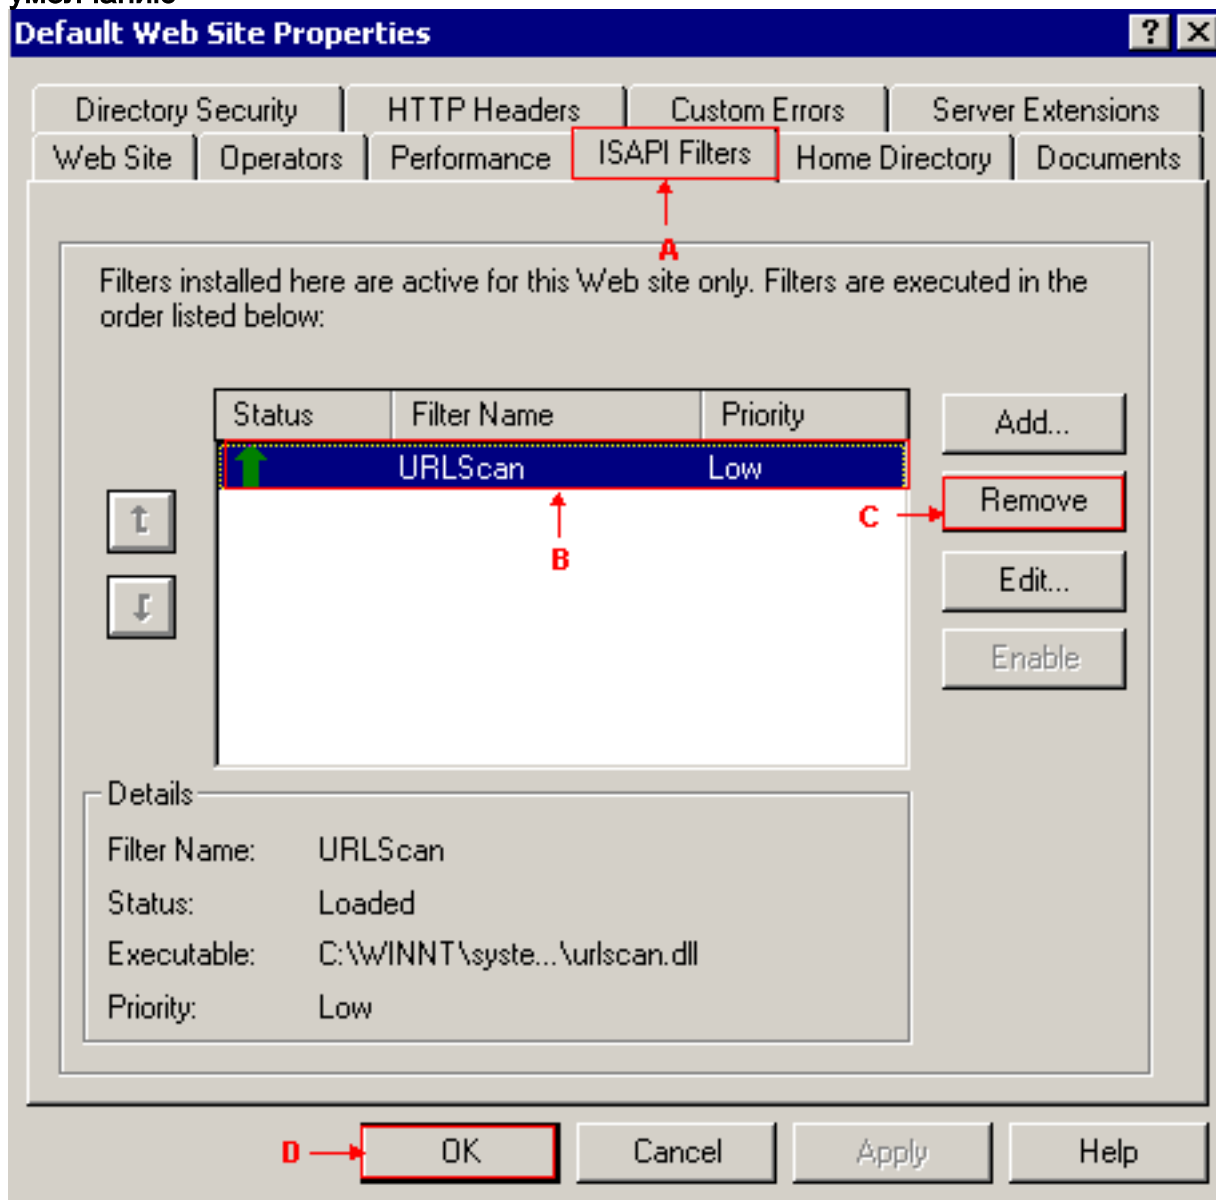 умолчанию
Default Web Site Properties
Directory Security HTTP Headers Custom Errors Server Extensions
Web Site Operators Performance ISAPI Filters Home Directory Documents
A
Filters installed here are active for this Web site only. Filters are executed in the
order listed below:
Status Filter Name Priority
URLScan Low
Add...
C Remove
B
Edit...
Enable
Details
Filter Name: URLScan
Status: Loaded
Executable: C:\WINNT\syste...\urlscan.dll
Priority: Low
D OK Cancel Apply Help